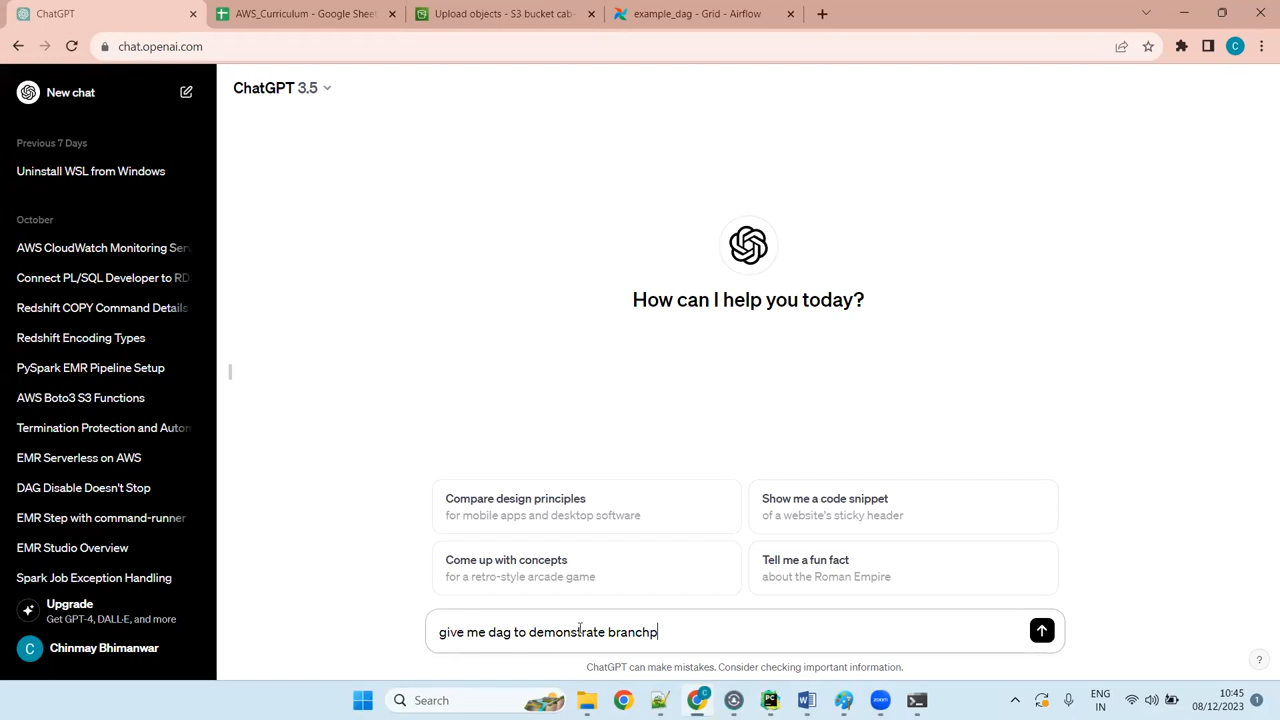 ChatGPT
AWS_Curriculum - Google Sheet
Upload objects - S3 bucket cab-
example_dag - Grid - Airflow
chat.openai.com
C
New chat
ChatGPT 3.5
Previous 7 Days
Uninstall WSL from Windows
October
AWS CloudWatch Monitoring Serv
Connect PL/SQL Developer to RD
Redshift COPY Command Details
Redshift Encoding Types
PySpark EMR Pipeline Setup
AWS Boto3 S3 Functions
Termination Protection and Autom
EMR Serverless on AWS
DAG Disable Doesn't Stop
EMR Step with command-runner
EMR Studio Overview
Spark Job Exception Handling
Upgrade
Get GPT-4, DALL·E, and more
C
Chinmay Bhimanwar
How can I help you today?
Compare design principles
for mobile apps and desktop software
Show me a code snippet
of a website's sticky header
Come up with concepts
for a retro-style arcade game
Tell me a fun fact
about the Roman Empire
give me dag to demonstrate branchp
ChatGPT can make mistakes. Consider checking important information.
?
Search
ENG
IN
10:45
08/12/2023